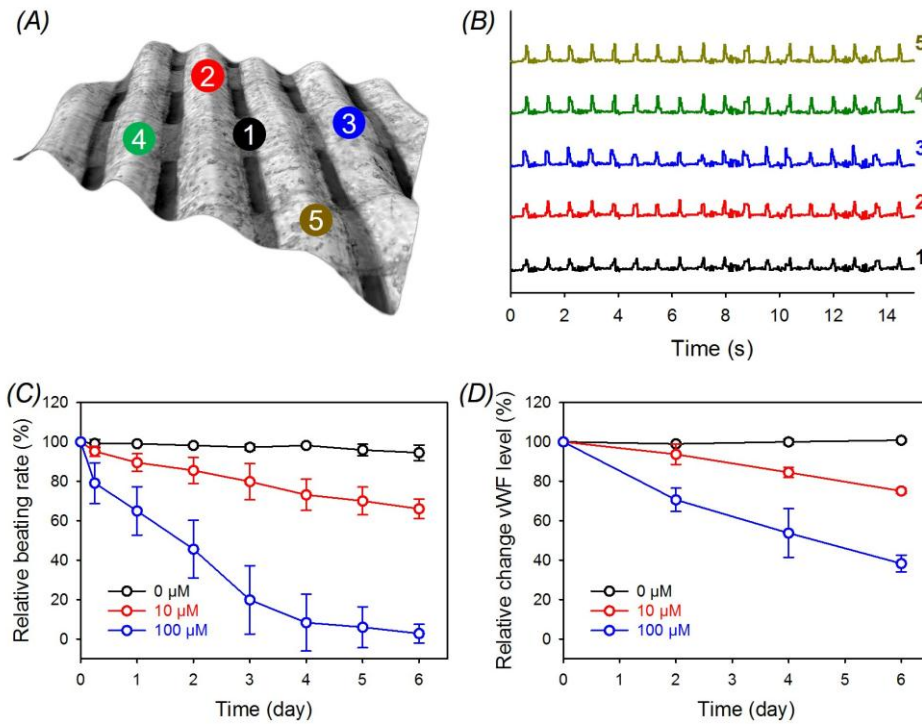 (A)
2
4
1
3
5
(B)
5
4
3
2
1
0 2 4 6 8 10 12 14
Time (s)
(C)
Relative beating rate (%)
120
100
80
60
40
20
0
0 µM
10 µM
100 µM
0 1 2 3 4 5 6
Time (day)
(D)
Relative change vWF level (%)
120
100
80
60
40
20
0
0 µM
10 µM
100 µM
0 2 4 6
Time (day)